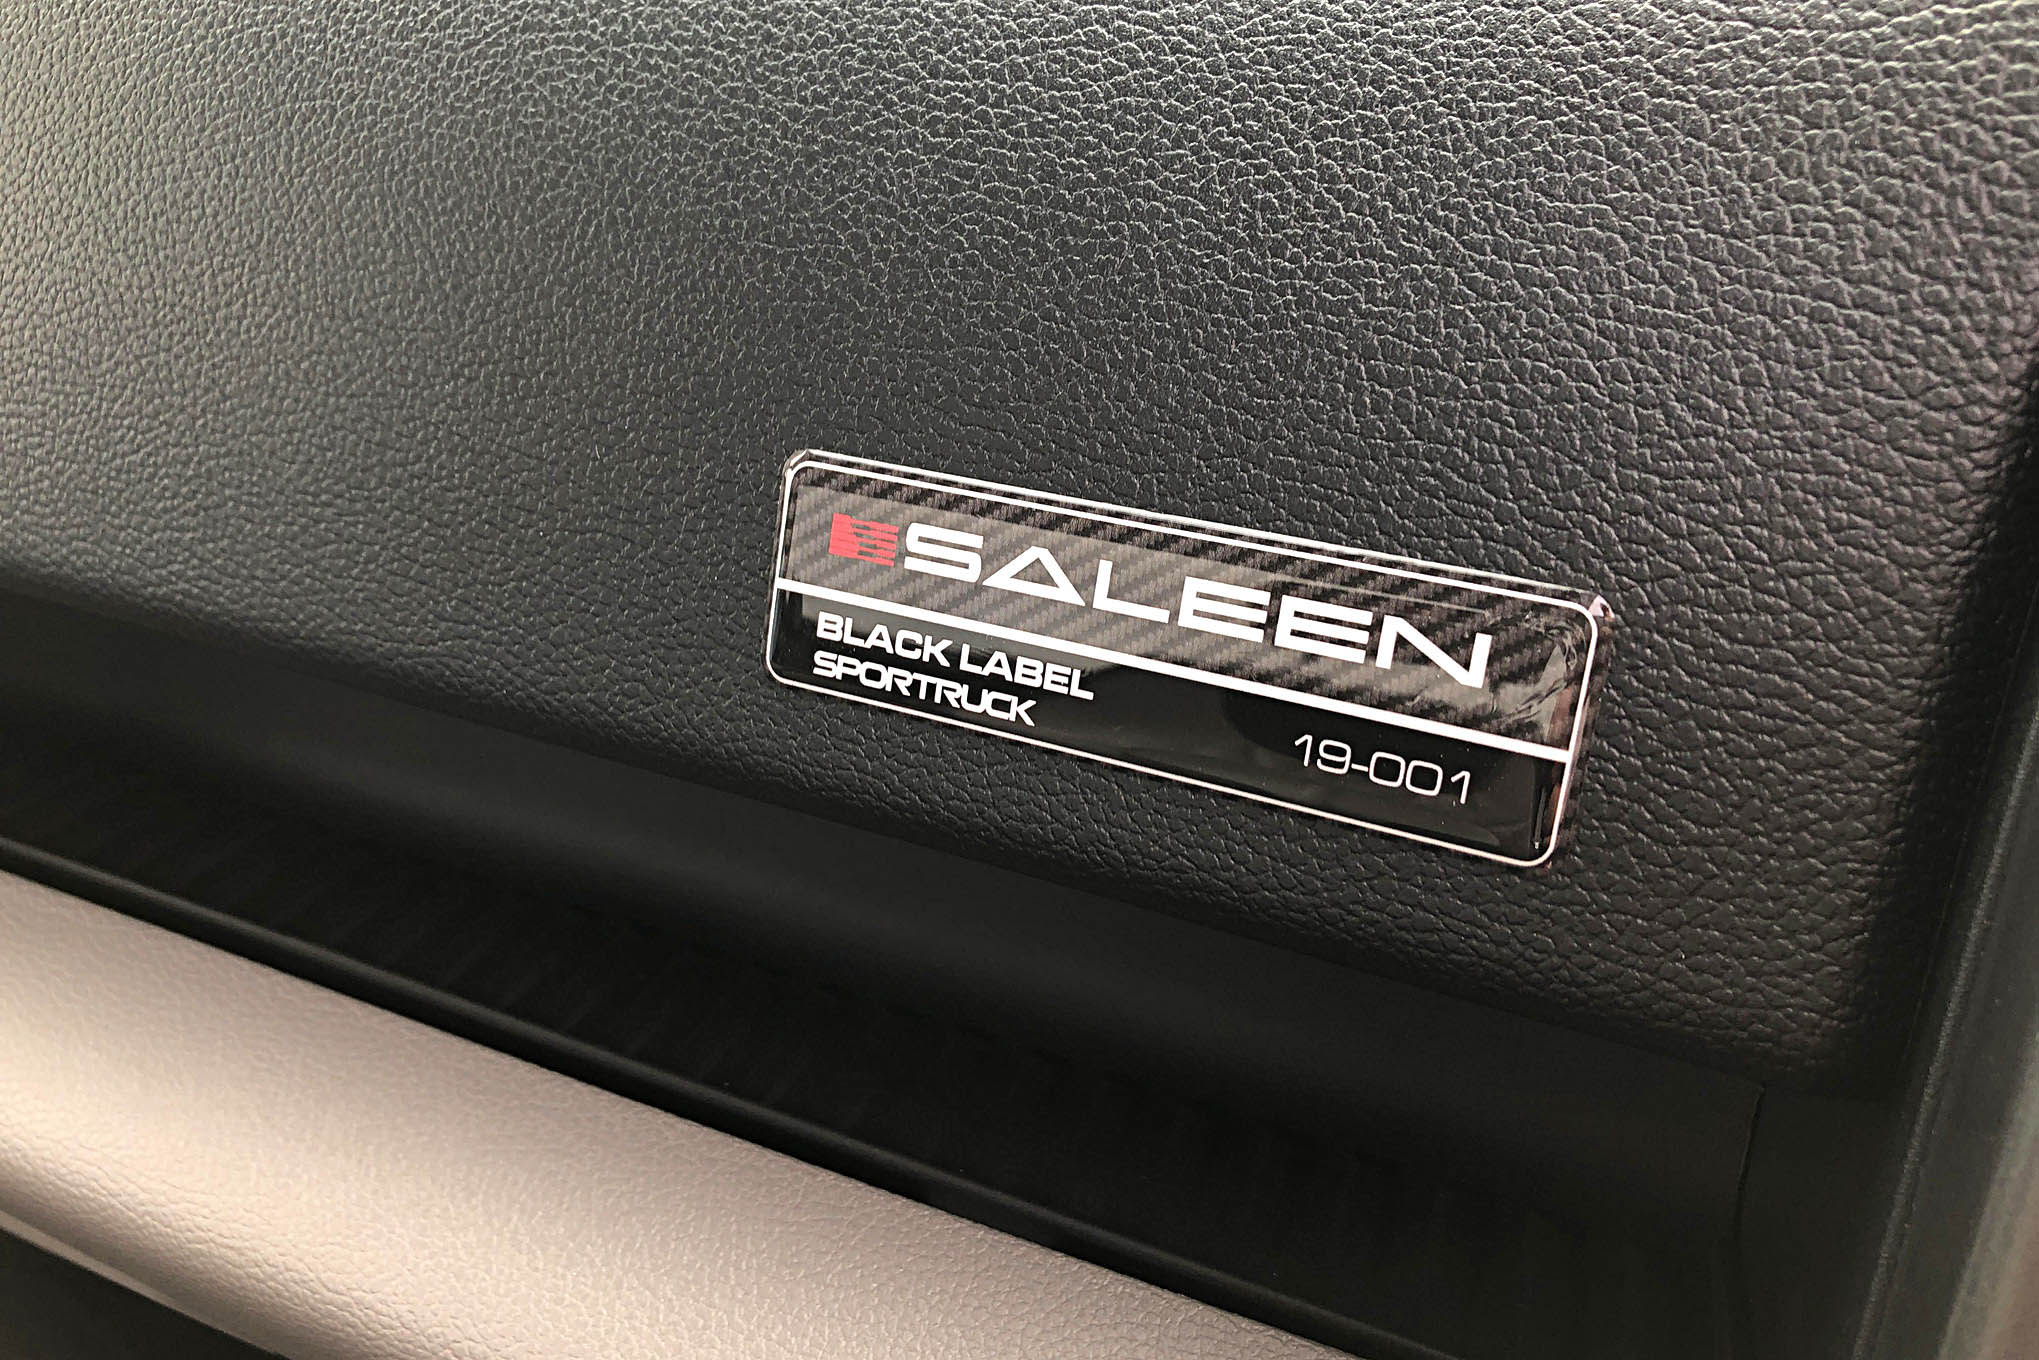 SALEEN
BLACK LABEL
SPORTRUCK
19-001